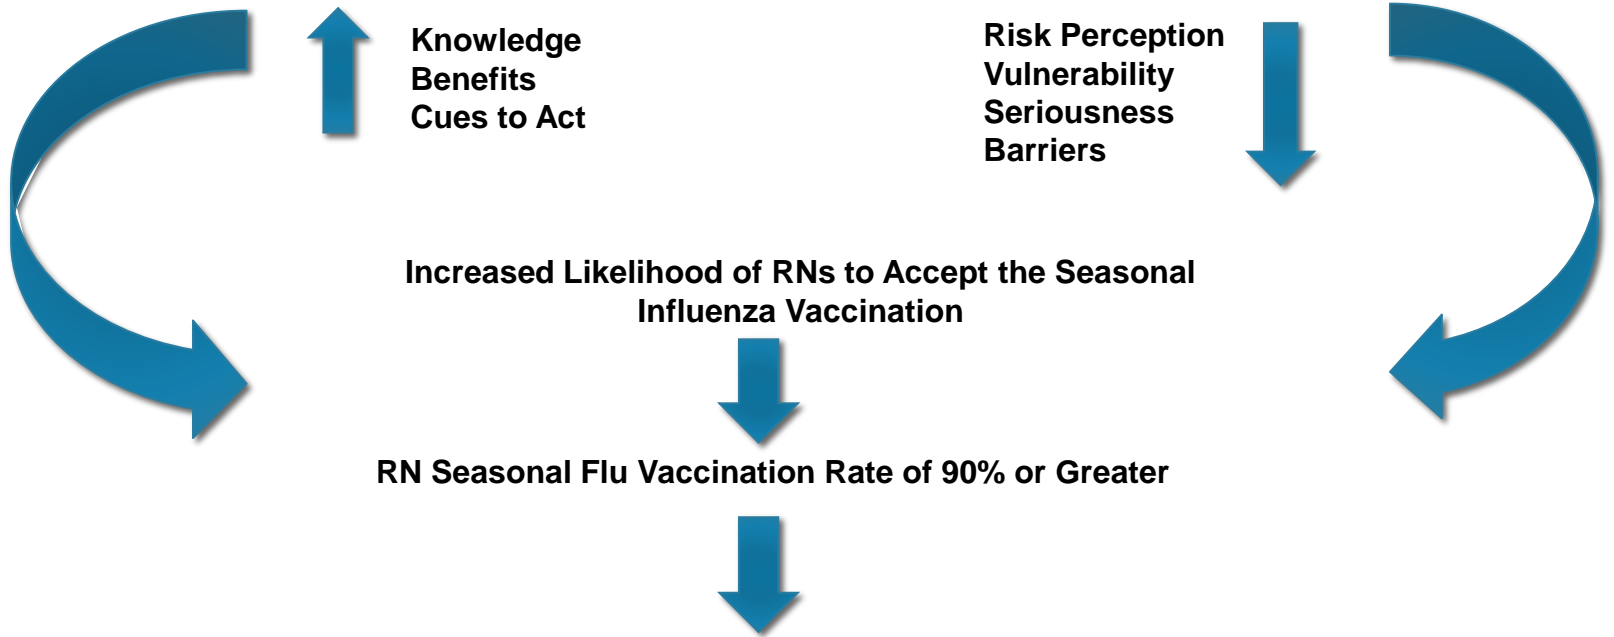 Knowledge
Benefits
Cues to Act
Risk Perception
Vulnerability
Seriousness
Barriers
Increased Likelihood of RNs to Accept the Seasonal
Influenza Vaccination
RN Seasonal Flu Vaccination Rate of 90% or Greater